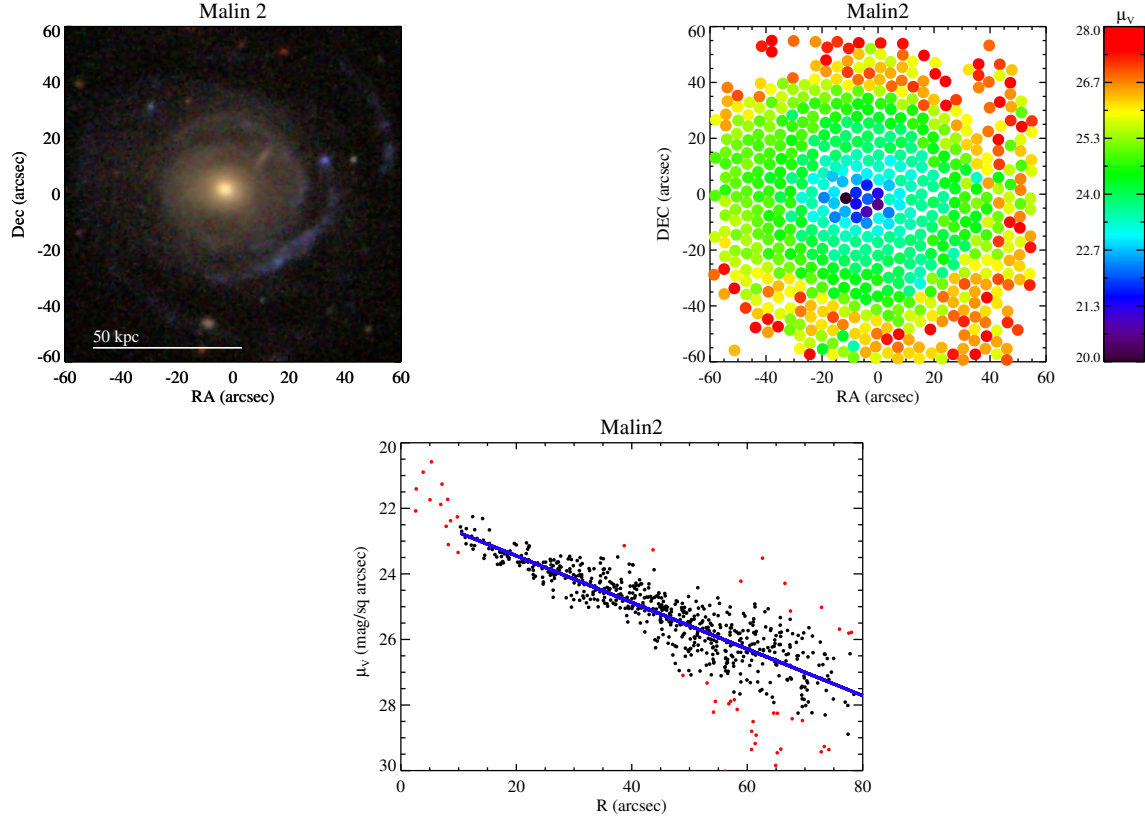 Malin 2
60
40
20
0
-20
-40
-60
Dec (arcsec)
50 kpc
-60 -40 -20 0 20 40 60
RA (arcsec)
Malin2
60
40
20
0
-20
-40
-60
DEC (arcsec)
-60 -40 -20 0 20 40 60
RA (arcsec)
μV
28.0
26.7
25.3
24.0
22.7
21.3
20.0
Malin2
20
22
24
26
28
30
μV (mag/sq arcsec)
0 20 40 60 80
R (arcsec)